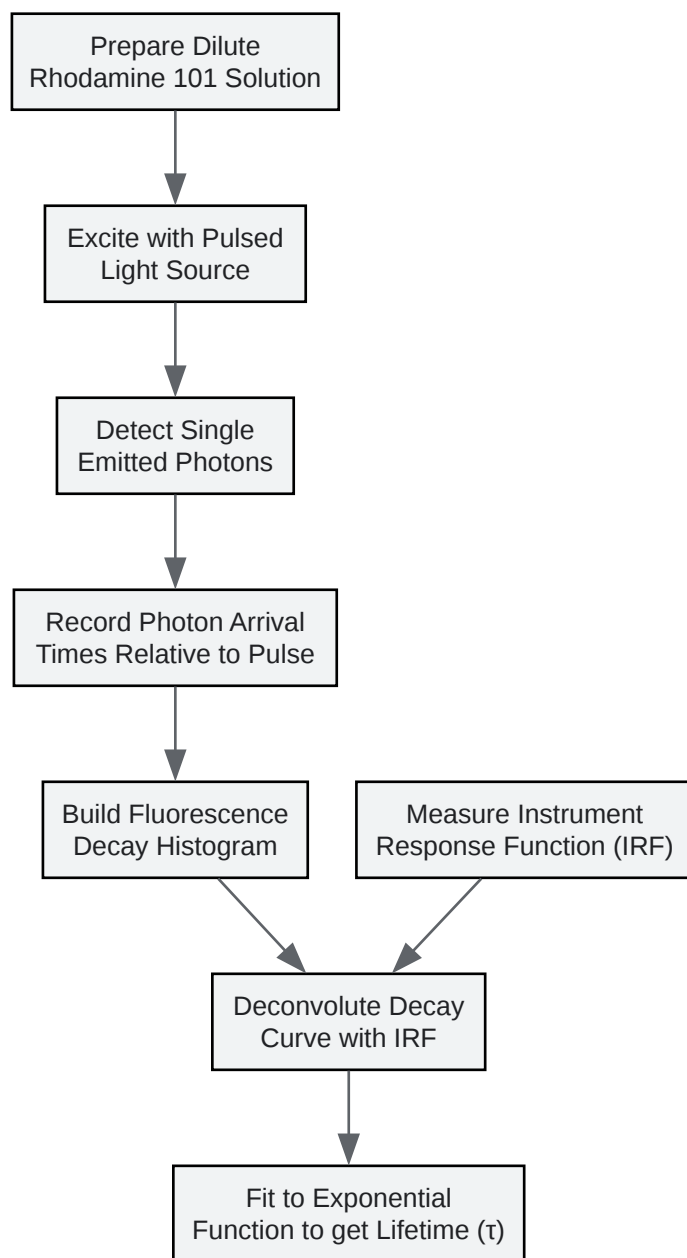 Prepare Dilute
Rhodamine 101 Solution
Excite with Pulsed
Light Source
Detect Single
Emitted Photons
Record Photon Arrival
Times Relative to Pulse
Build Fluorescence
Decay Histogram
Measure Instrument
Response Function (IRF)
Deconvolute Decay
Curve with IRF
Fit to Exponential
Function to get Lifetime (τ)